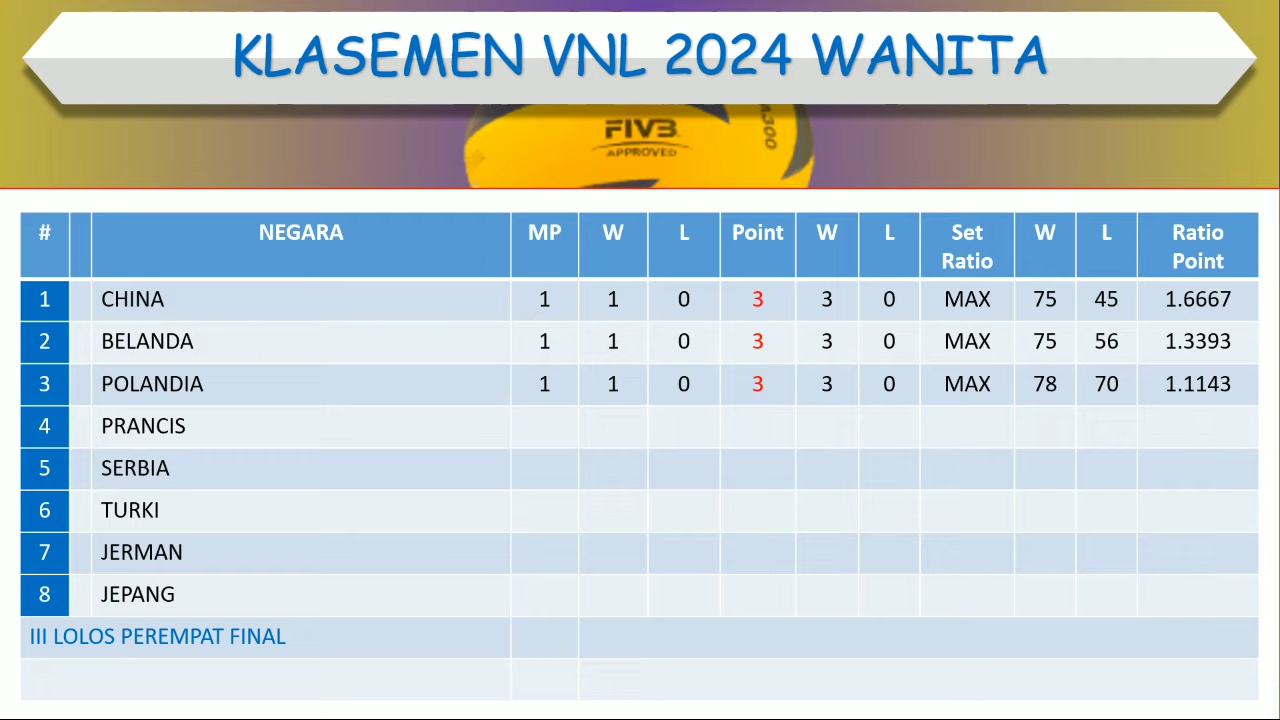 KLASEMEN VNL 2024 WANITA
FIVB
APPROVED
A300
# NEGARA MP W L Point W L Set Ratio W L Ratio Point
1 CHINA 1 1 0 3 3 0 MAX 75 45 1.6667
2 BELANDA 1 1 0 3 3 0 MAX 75 56 1.3393
3 POLANDIA 1 1 0 3 3 0 MAX 78 70 1.1143
4 PRANCIS
5 SERBIA
6 TURKI
7 JERMAN
8 JEPANG
III LOLOS PEREMPAT FINAL